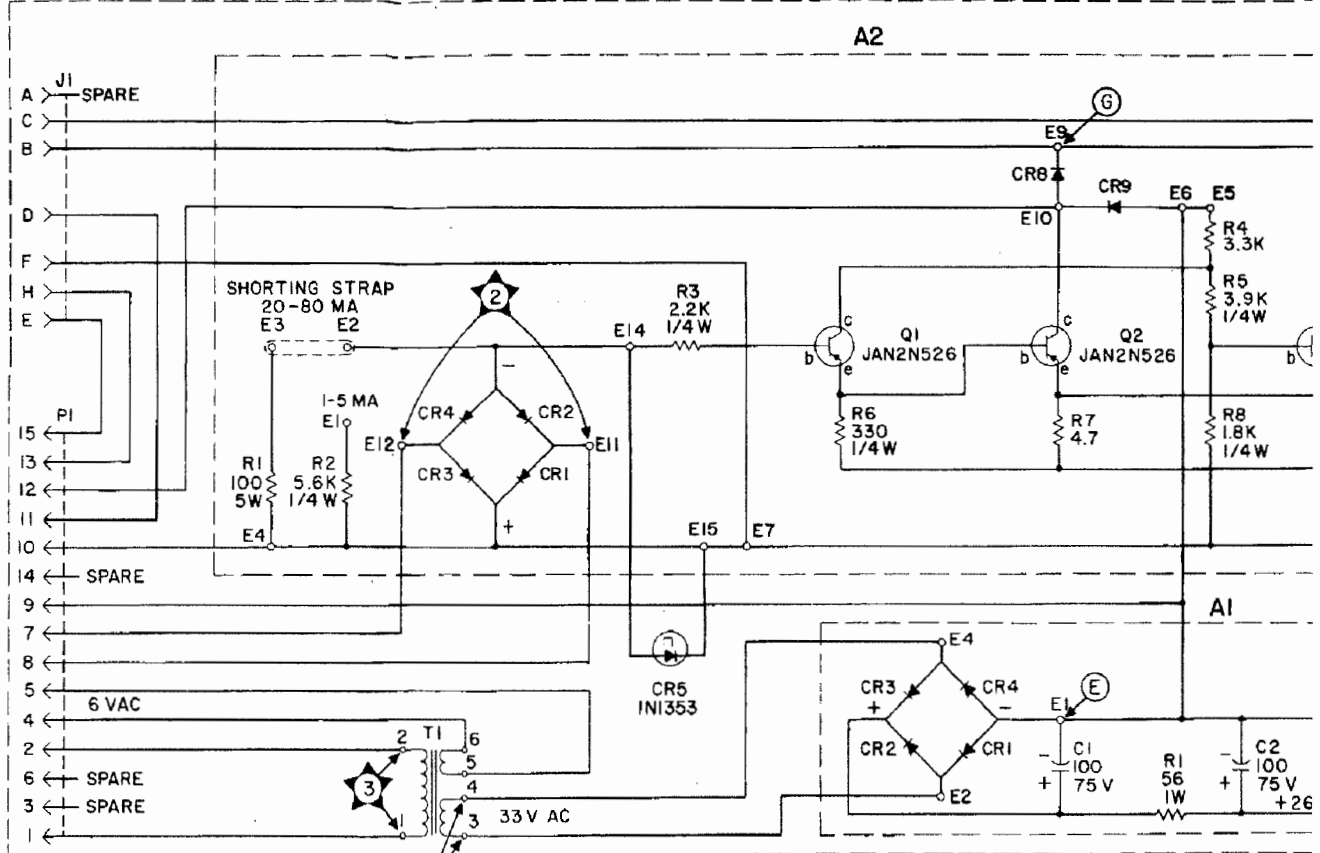 A2
J1
A SPARE
C
B
G
E9
CR8
CR9
E6 E5
D
E10
R4
3.3K
F
H
E
SHORTING STRAP
20-80 MA
E3 E2
2
E14
R3
2.2K
1/4W
R5
3.9K
1/4W
c
b
e
Q1
JAN2N526
c
b
e
Q2
JAN2N526
b
1-5 MA
E1
−
CR4
CR2
E12
E11
CR3
CR1
+
R6
330
1/4W
R7
4.7
R8
1.8K
1/4W
P1
15
13
12
11
10
R1
100
5W
R2
5.6K
1/4W
E4
E15
E7
14 SPARE
9
7
8
5
6 VAC
4
2
6 SPARE
3 SPARE
1
CR5
IN1353
A1
E4
CR3
CR4
+
−
CR2
CR1
E2
E1
E
−
C1
100
+
75V
R1
56
1W
−
C2
100
+
75V
+26
2
T1
6
5
4
3
1
3
33V AC